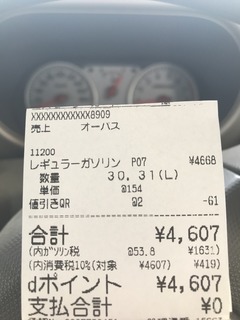 XXXXXXXXXXXX8909
売上 オーパス
11200
レギュラーガソリン P07 ¥4668
数量 30.31(L)
単価 @154
値引きQR @2 -61
合計 ¥4,607
(内ガソリン税 @53.8 ¥1631)
(内消費税10%(対象 ¥4607) ¥419)
dポイント ¥4,607
支払合計 ¥0